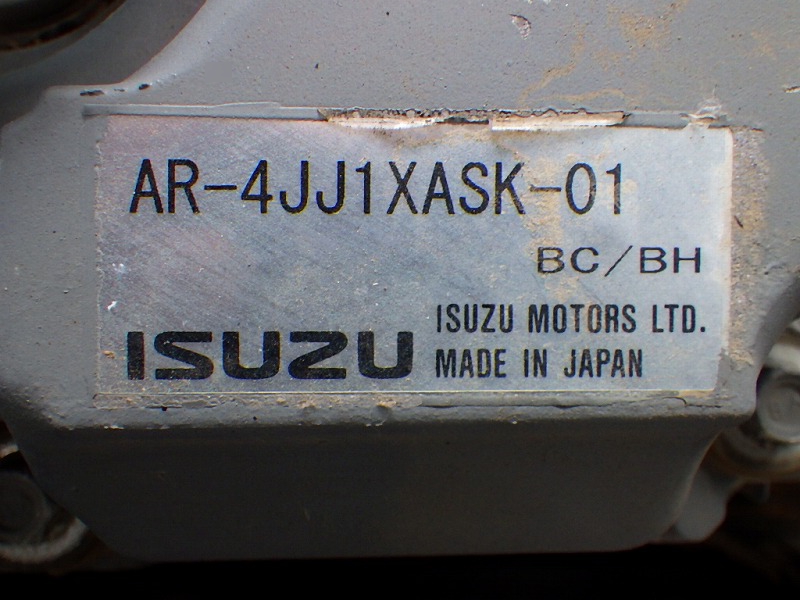 AR-4JJ1XASK-01
BC/BH
ISUZU
ISUZU MOTORS LTD.
MADE IN JAPAN